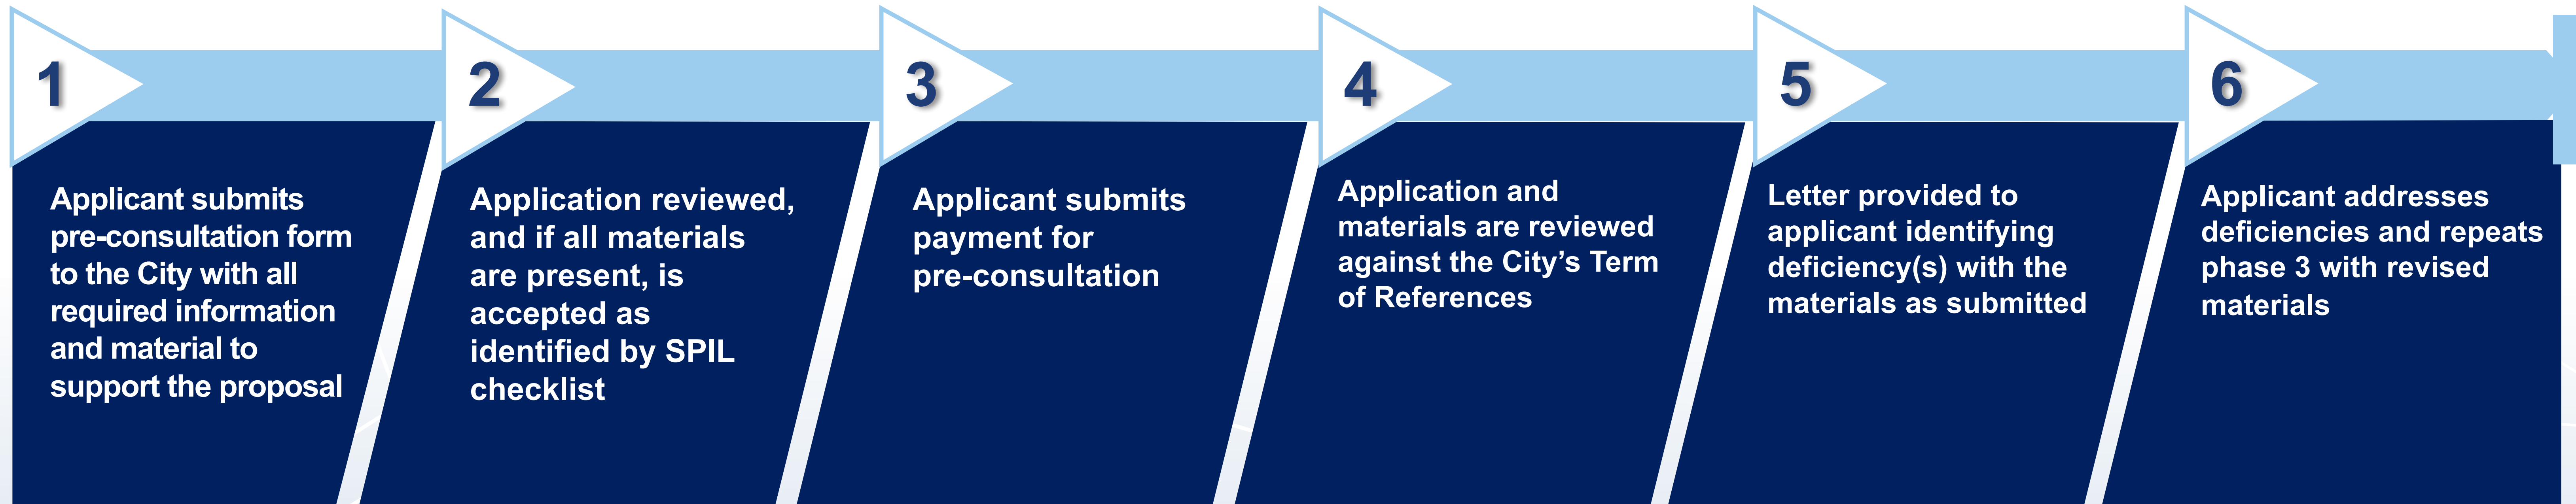 1
Applicant submits
pre-consultation form
to the City with all
required information
and material to
support the proposal
2
Application reviewed,
and if all materials
are present, is
accepted as
identified by SPIL
checklist
3
Applicant submits
payment for
pre-consultation
4
Application and
materials are reviewed
against the City’s Term
of References
5
Letter provided to
applicant identifying
deficiency(s) with the
materials as submitted
6
Applicant addresses
deficiencies and repeats
phase 3 with revised
materials